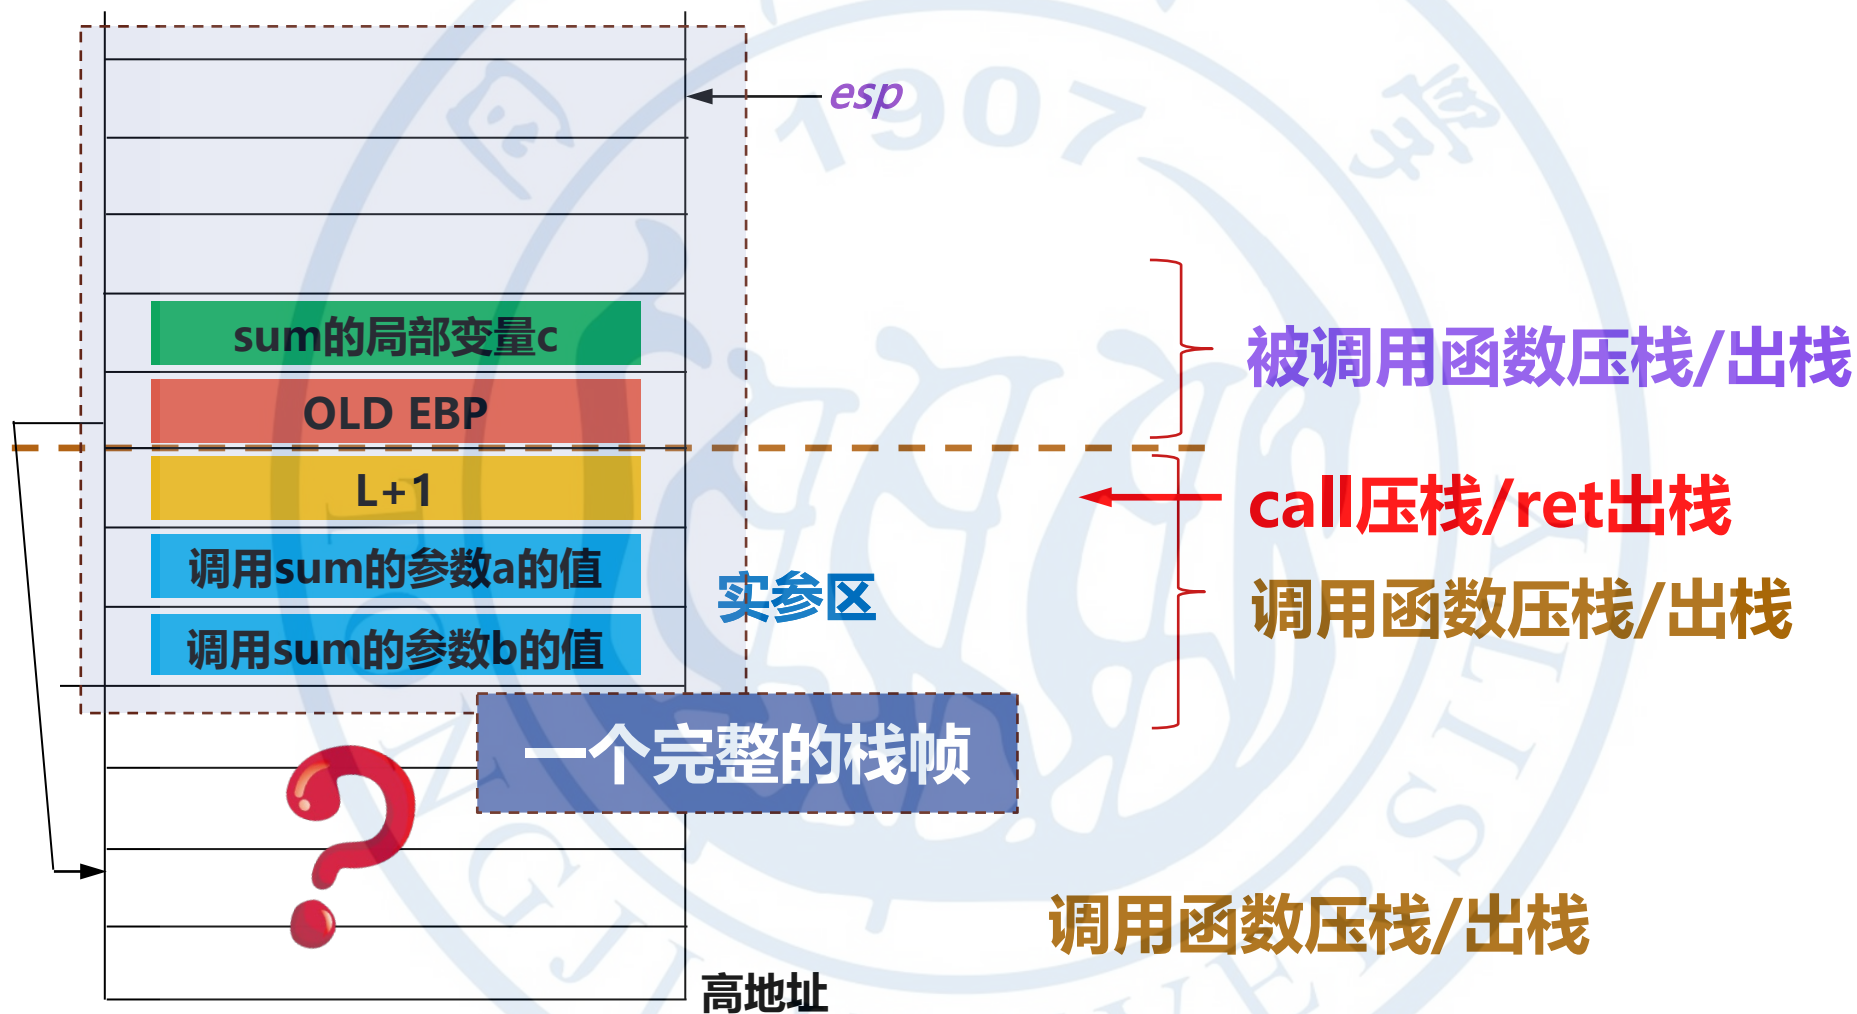 esp
1907
sum的局部变量c
被调用函数压栈/出栈
OLD EBP
L+1
call压栈/ret出栈
调用sum的参数a的值
实参区
调用函数压栈/出栈
调用sum的参数b的值
一个完整的栈帧
调用函数压栈/出栈
高地址